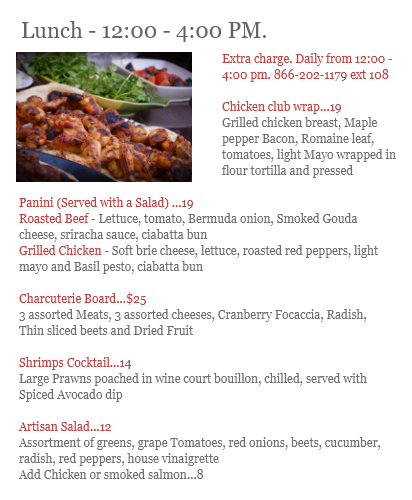 Lunch - 12:00 - 4:00 PM.
Extra charge. Daily from 12:00 -
4:00 pm. 866-202-1179 ext 108
Chicken club wrap...19
Grilled chicken breast, Maple
pepper Bacon, Romaine leaf,
tomatoes, light Mayo wrapped in
flour tortilla and pressed
Panini (Served with a Salad) ...19
Roasted Beef - Lettuce, tomato, Bermuda onion, Smoked Gouda
cheese, sriracha sauce, ciabatta bun
Grilled Chicken - Soft brie cheese, lettuce, roasted red peppers, light
mayo and Basil pesto, ciabatta bun
Charcuterie Board...$25
3 assorted Meats, 3 assorted cheeses, Cranberry Focaccia, Radish,
Thin sliced beets and Dried Fruit
Shrimps Cocktail...14
Large Prawns poached in wine court bouillon, chilled, served with
Spiced Avocado dip
Artisan Salad...12
Assortment of greens, grape Tomatoes, red onions, beets, cucumber,
radish, red peppers, house vinaigrette
Add Chicken or smoked salmon...8